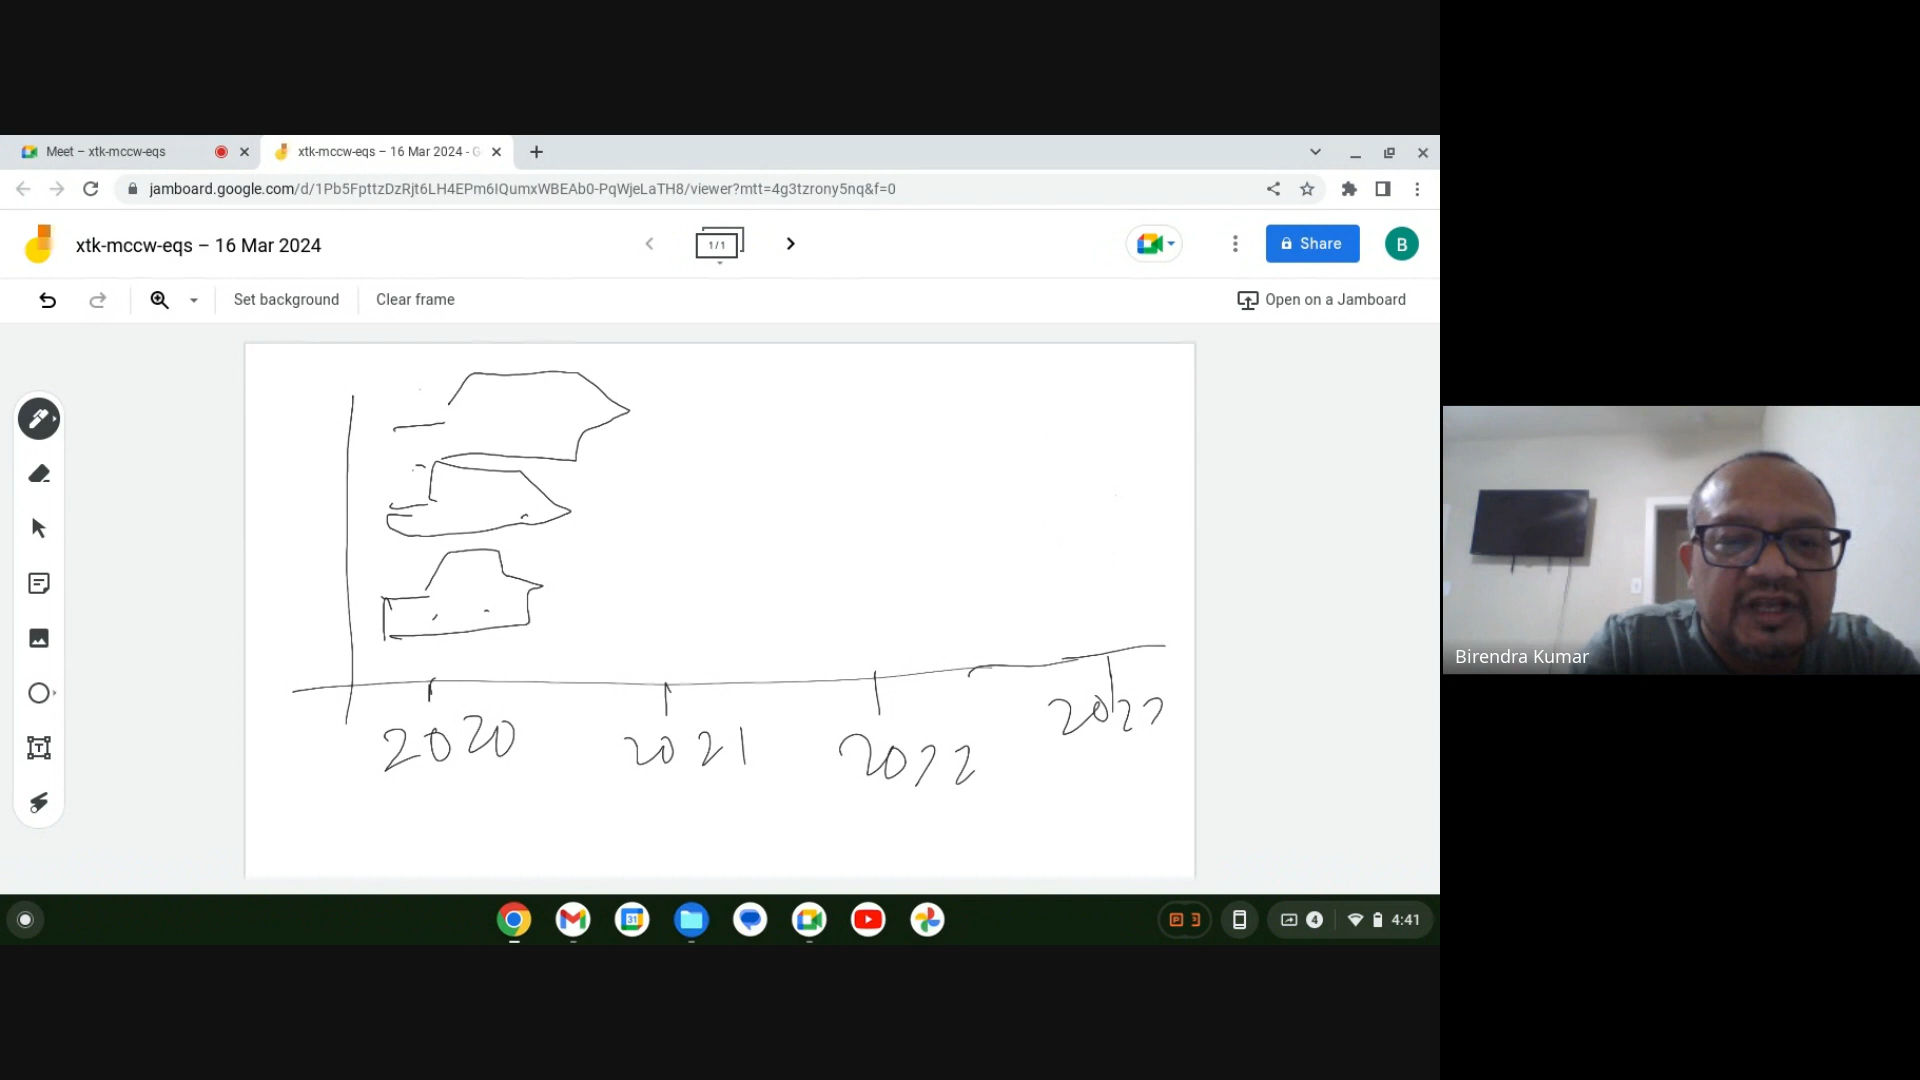 Meet – xtk-mccw-eqs
xtk-mccw-eqs – 16 Mar 2024 - G
jamboard.google.com/d/1Pb5FpttzDzRjt6LH4EPm6IQumxWBEAb0-PqWjeLaTH8/viewer?mtt=4g3tzrony5nq&f=0
xtk-mccw-eqs – 16 Mar 2024
1/1
Share
B
Set background
Clear frame
Open on a Jamboard
2020
2021
2022
Birendra Kumar
31
4
4:41